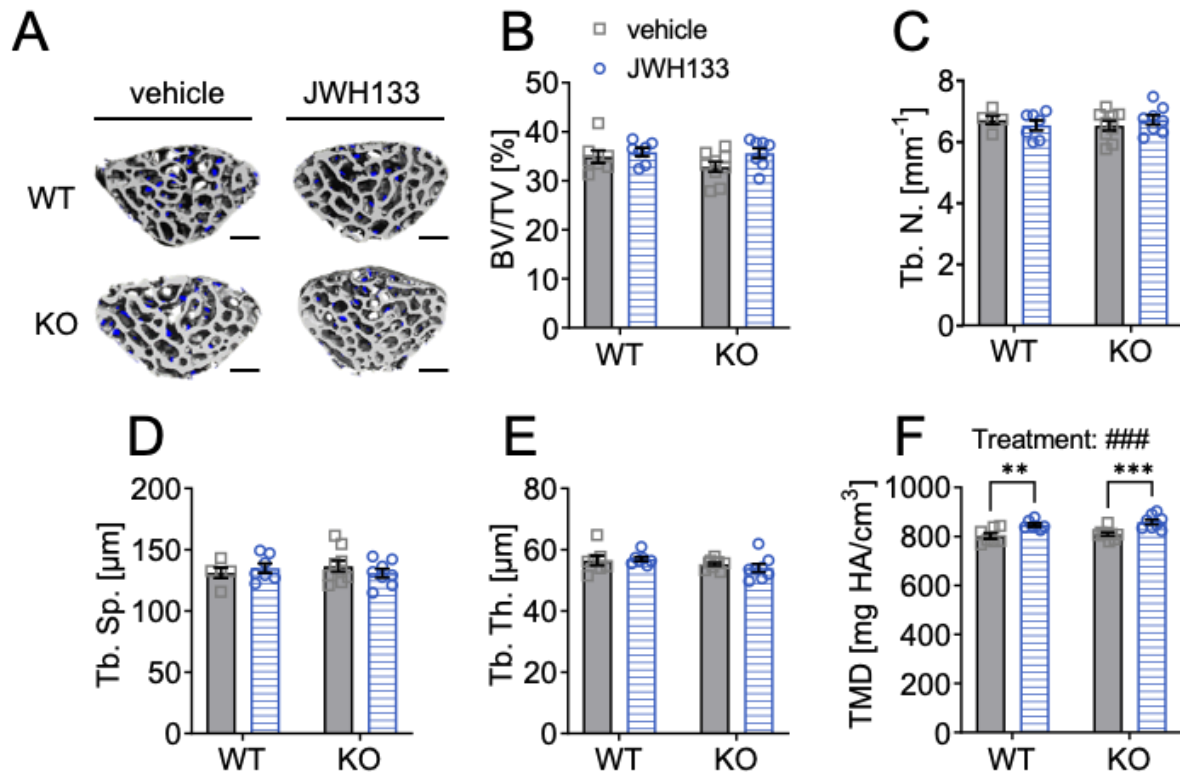 A
vehicle JWH133
WT
KO
B
vehicle
JWH133
BV/TV [%]
50
40
30
20
10
0
WT KO
C
Tb. N. [mm⁻¹]
8
6
4
2
0
WT KO
D
Tb. Sp. [µm]
200
150
100
50
0
WT KO
E
Tb. Th. [µm]
80
60
40
20
0
WT KO
F
Treatment: ###
** ***
TMD [mg HA/cm³]
1000
800
600
400
200
0
WT KO